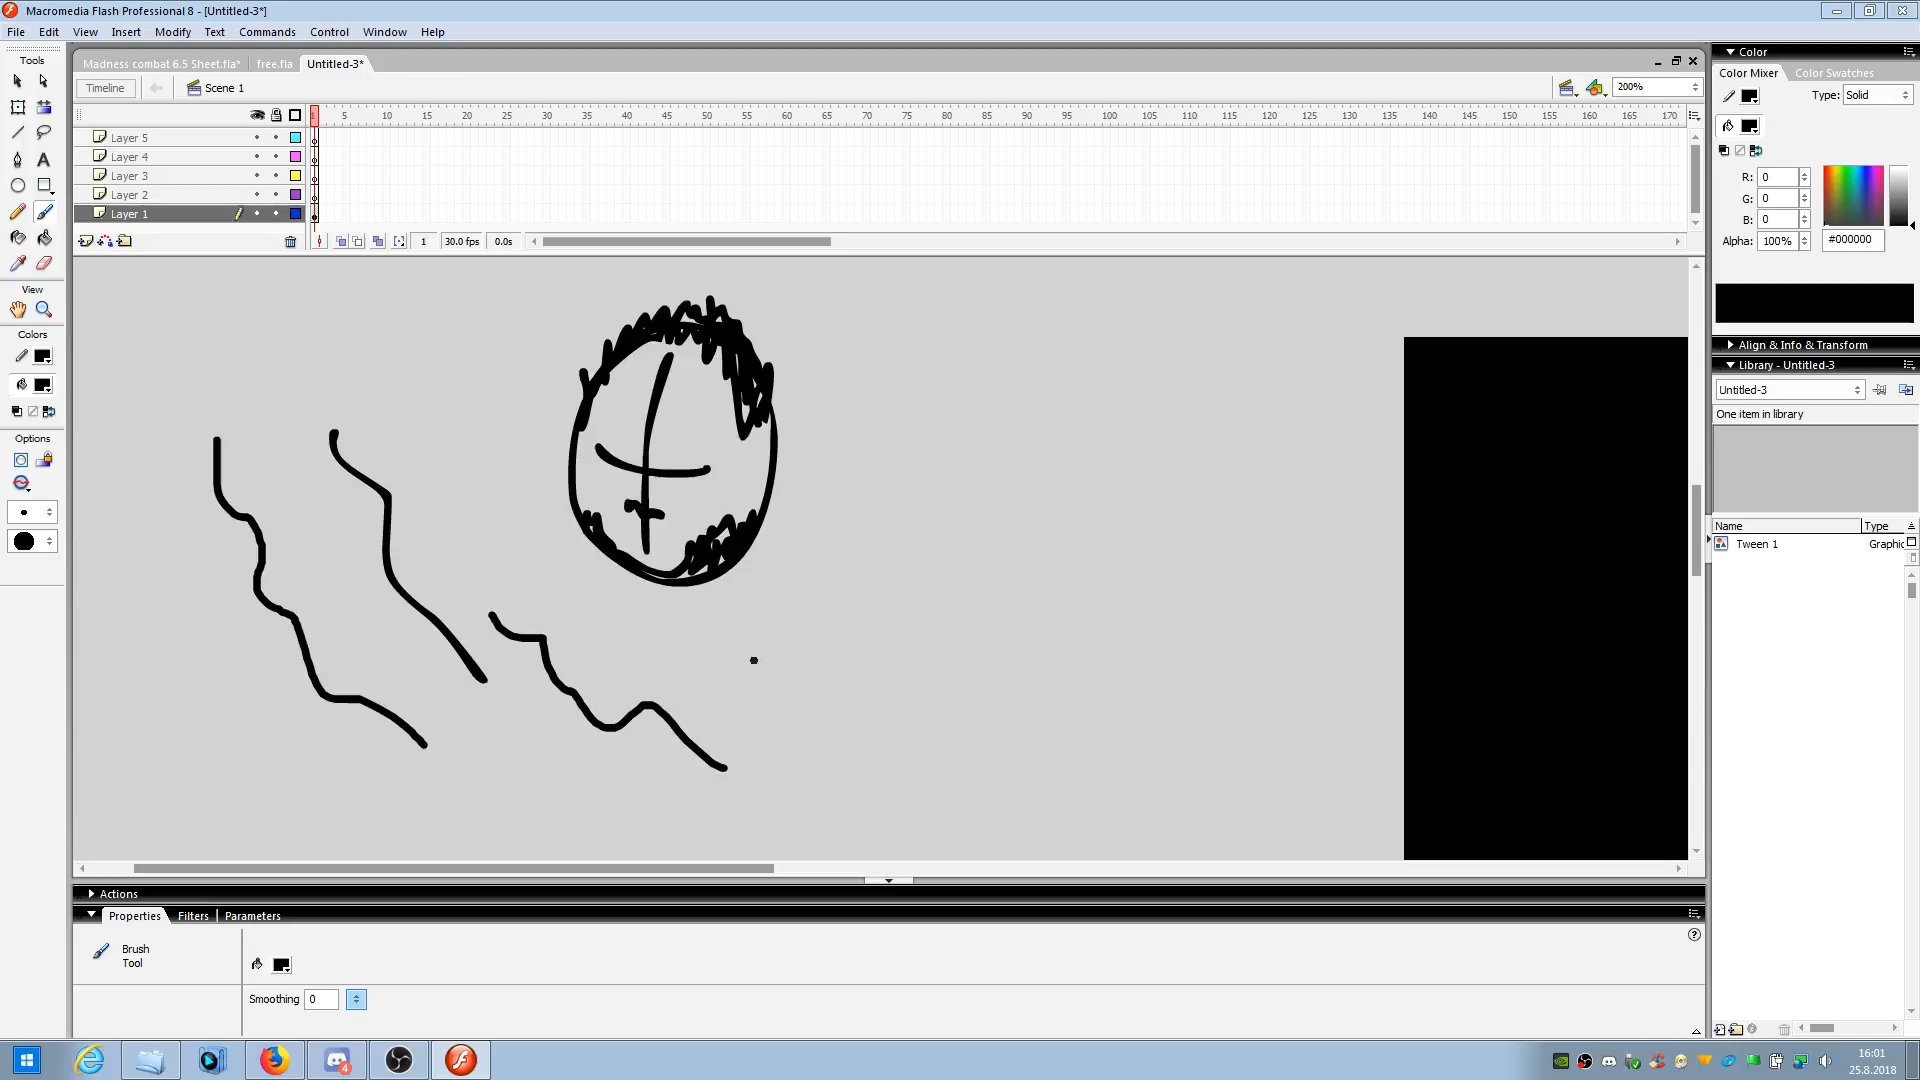 Macromedia Flash Professional 8 - [Untitled-3*]
File Edit View Insert Modify Text Commands Control Window Help
Tools
Madness combat 6.5 Sheet.fla* free.fla Untitled-3*
Timeline Scene 1 200%
1 5 10 15 20 25 30 35 40 45 50 55 60 65 70 75 80 85 90 95 100 105 110 115 120 125 130 135 140 145 150 155 160 165 170
Layer 5
Layer 4
Layer 3
Layer 2
Layer 1
1 30.0 fps 0.0s
View
Colors
Options
Color
Color Mixer Color Swatches
Type: Solid
R: 0
G: 0
B: 0
Alpha: 100% #000000
Align & Info & Transform
Library - Untitled-3
Untitled-3
One item in library
Name Type
Tween 1 Graphic
Actions
Properties Filters Parameters
Brush
Tool
Smoothing 0
4
16:01
25.8.2018